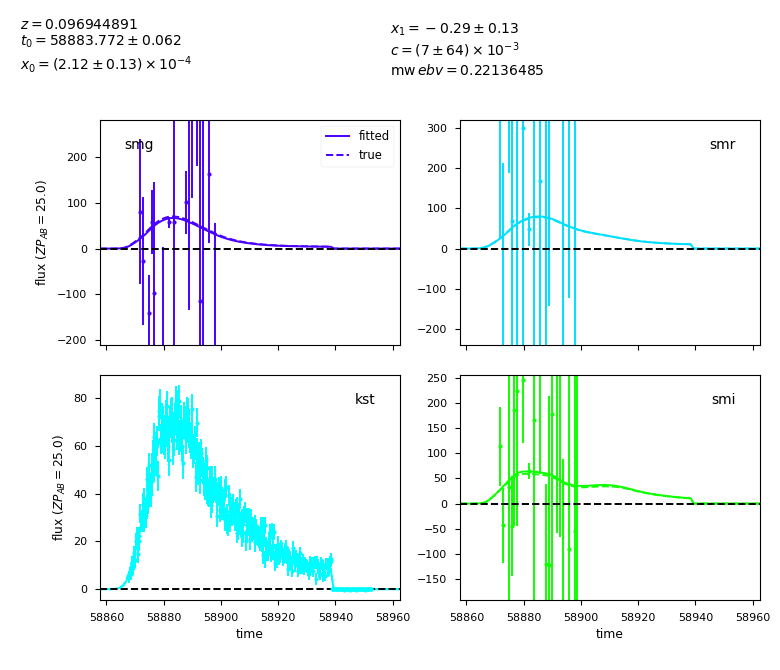 z = 0.096944891
t₀ = 58883.772 ± 0.062
x₀ = (2.12 ± 0.13) × 10⁻⁴
x₁ = −0.29 ± 0.13
c = (7 ± 64) × 10⁻³
mw ebv = 0.22136485
smg
fitted
true
flux (ZP_AB = 25.0)
200
100
0
−100
−200
smr
300
200
100
0
−100
−200
kst
flux (ZP_AB = 25.0)
80
60
40
20
0
58860 58880 58900 58920 58940 58960
time
smi
250
200
150
100
50
0
−50
−100
−150
58860 58880 58900 58920 58940 58960
time